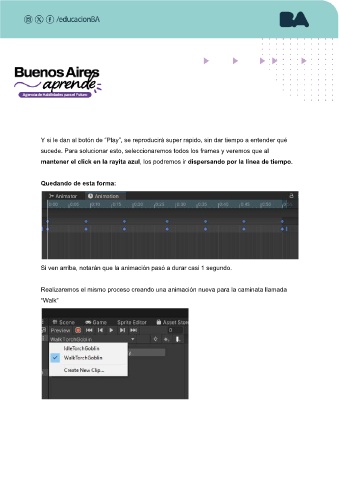 /educacionBA
BA
Buenos Aires
aprende
Agencia de Habilidades para el Futuro
Y si le dan al botón de "Play", se reproducirá super rapido, sin dar tiempo a entender qué
sucede. Para solucionar esto, seleccionaremos todos los frames y veremos que al
mantener el click en la rayita azul, los podremos ir dispersando por la línea de tiempo.
Quedando de esta forma:
Animator Animation
Si ven arriba, notarán que la animación pasó a durar casi 1 segundo.
Realizaremos el mismo proceso creando una animación nueva para la caminata llamada
"Walk"
Scene Game Sprite Editor Asset Store
Preview 0
WalkTorchGoblin
IdleTorchGoblin
WalkTorchGoblin
Create New Clip...